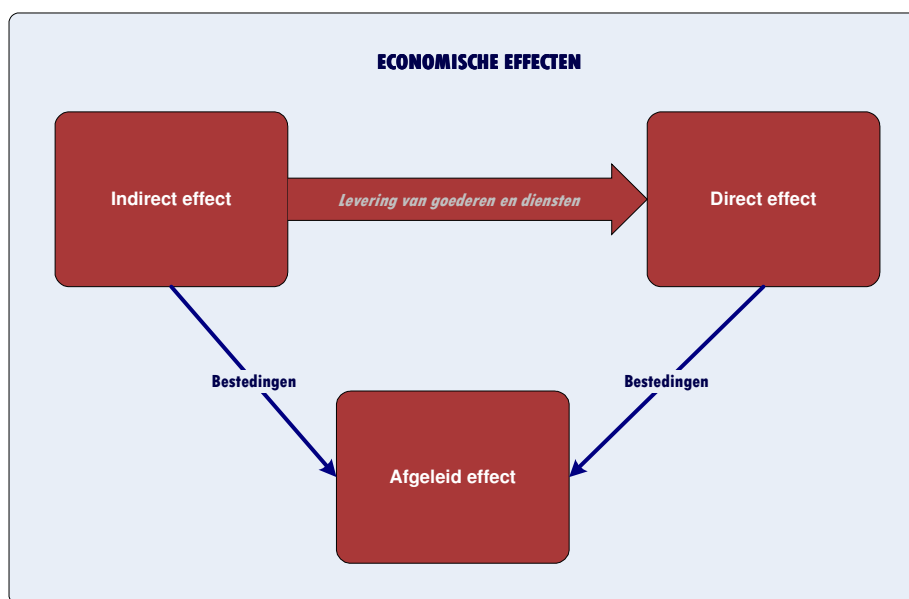 ECONOMISCHE EFFECTEN
Indirect effect
Levering van goederen en diensten
Direct effect
Bestedingen
Bestedingen
Afgeleid effect